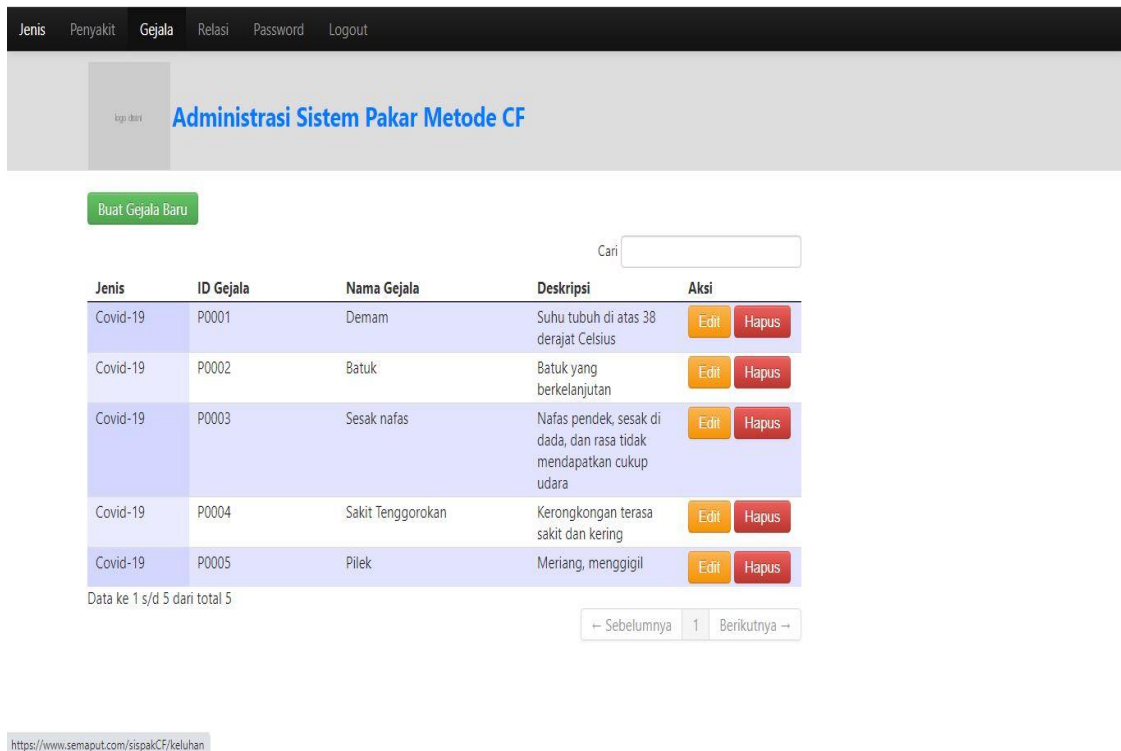 Jenis Penyakit Gejala Relasi Password Logout
logo disini
Administrasi Sistem Pakar Metode CF
Buat Gejala Baru
Cari
Jenis ID Gejala Nama Gejala Deskripsi Aksi
Covid-19 P0001 Demam Suhu tubuh di atas 38 Edit Hapus
derajat Celsius
Covid-19 P0002 Batuk Batuk yang Edit Hapus
berkelanjutan
Covid-19 P0003 Sesak nafas Nafas pendek, sesak di Edit Hapus
dada, dan rasa tidak
mendapatkan cukup
udara
Covid-19 P0004 Sakit Tenggorokan Kerongkongan terasa Edit Hapus
sakit dan kering
Covid-19 P0005 Pilek Meriang, menggigil Edit Hapus
Data ke 1 s/d 5 dari total 5
← Sebelumnya 1 Berikutnya →
https://www.semaput.com/sispakCF/keluhan